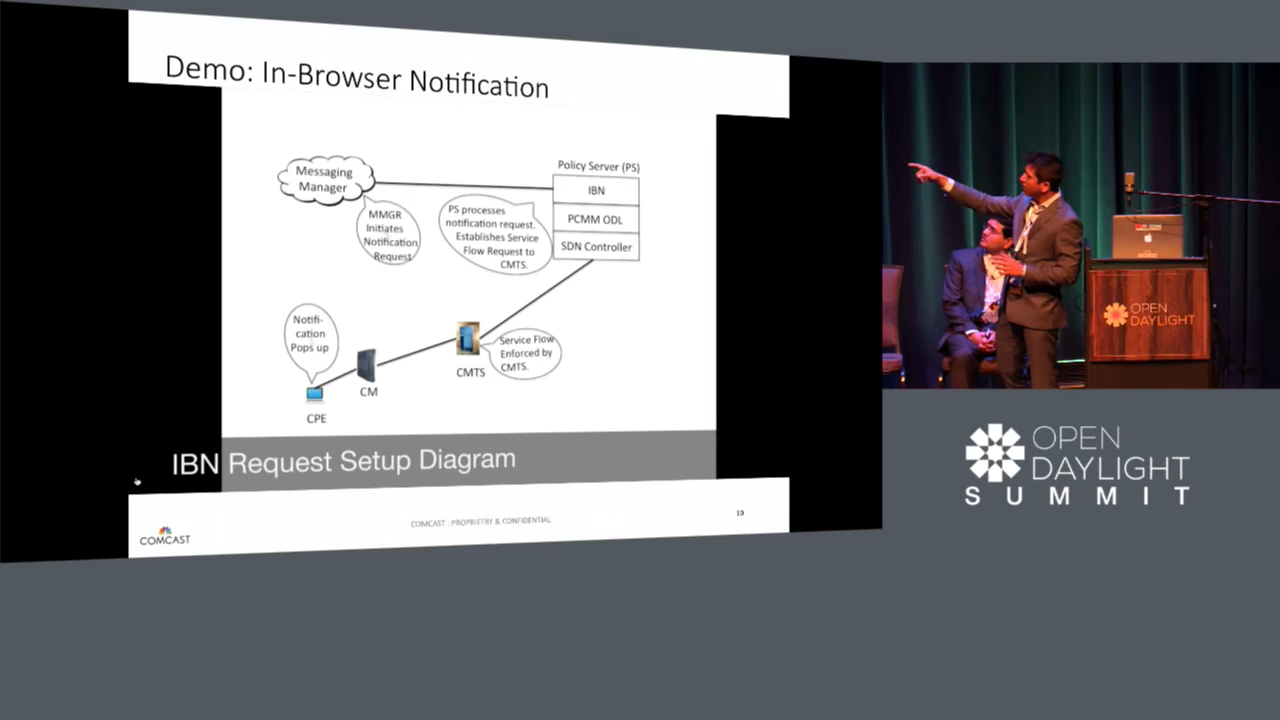 Demo: In-Browser Notification
Messaging
Manager
MMGR
Initiates
Notification
Request
PS processes
notification request.
Establishes Service
Flow Request to
CMTS.
Policy Server (PS)
IBN
PCMM ODL
SDN Controller
Notifi-
cation
Pops up
CPE
CM
CMTS
Service Flow
Enforced by
CMTS.
IBN Request Setup Diagram
COMCAST
COMCAST : PROPRIETRY & CONFIDENTIAL
10
OPEN
DAYLIGHT
OPEN
DAYLIGHT
SUMMIT